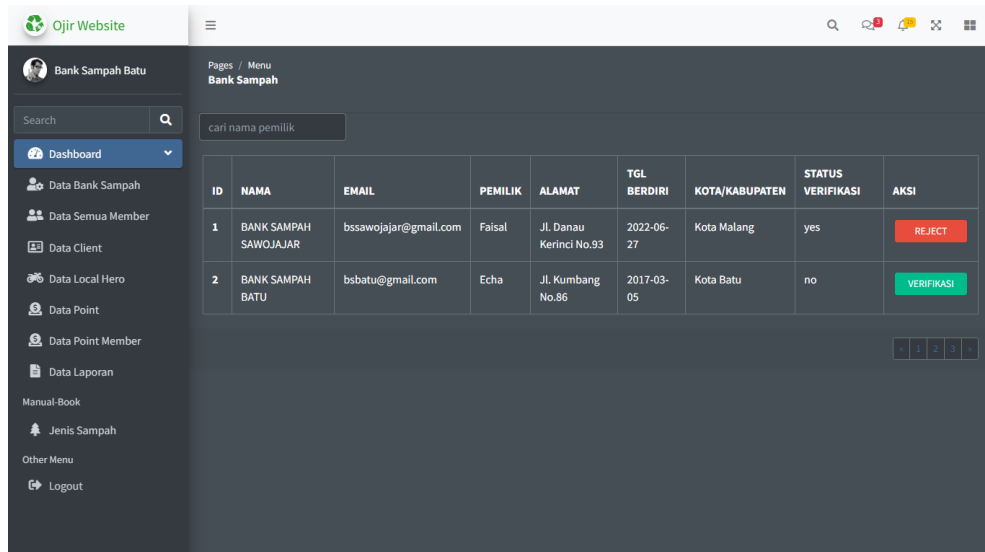 Ojir Website
3
15
Bank Sampah Batu
Pages / Menu
Bank Sampah
Search
cari nama pemilik
Dashboard
Data Bank Sampah
Data Semua Member
Data Client
Data Local Hero
Data Point
Data Point Member
Data Laporan
Manual-Book
Jenis Sampah
Other Menu
Logout
ID NAMA EMAIL PEMILIK ALAMAT TGL BERDIRI KOTA/KABUPATEN STATUS VERIFIKASI AKSI
1 BANK SAMPAH SAWOJAJAR bssawojajar@gmail.com Faisal Jl. Danau Kerinci No.93 2022-06-27 Kota Malang yes REJECT
2 BANK SAMPAH BATU bsbatu@gmail.com Echa Jl. Kumbang No.86 2017-03-05 Kota Batu no VERIFIKASI
« 1 2 3 »